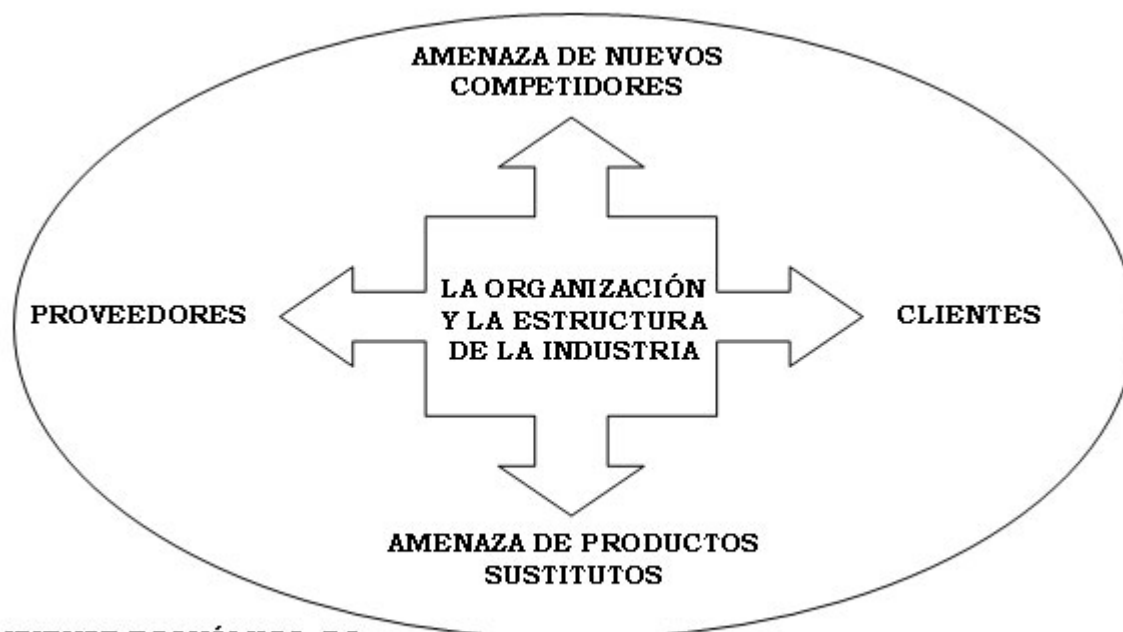 AMENAZA DE NUEVOS
COMPETIDORES
PROVEEDORES
LA ORGANIZACIÓN
Y LA ESTRUCTURA
DE LA INDUSTRIA
CLIENTES
AMENAZA DE PRODUCTOS
SUSTITUTOS